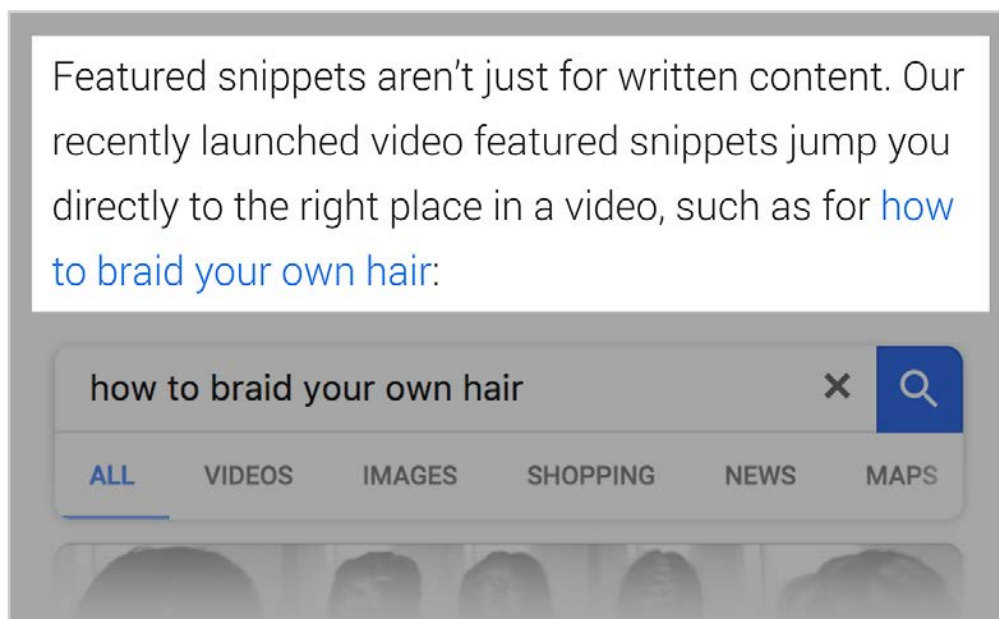 Featured snippets aren’t just for written content. Our
recently launched video featured snippets jump you
directly to the right place in a video, such as for how
to braid your own hair:
how to braid your own hair
ALL VIDEOS IMAGES SHOPPING NEWS MAPS